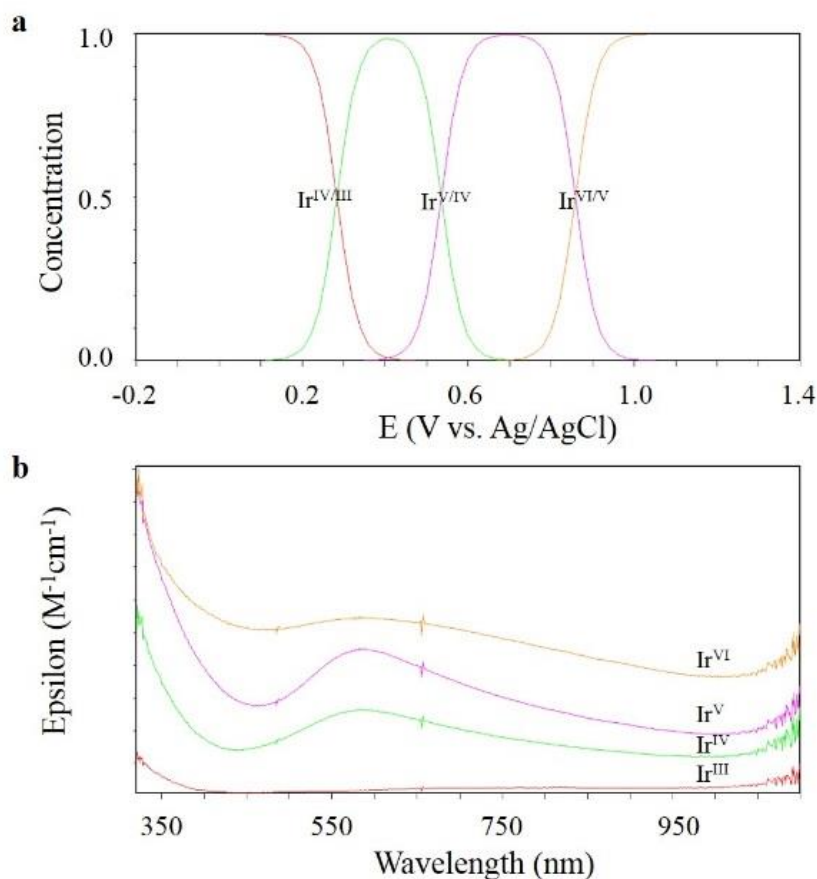 a
1.0
Concentration
0.5
0.0
Ir^IV/III
Ir^V/IV
Ir^VI/V
-0.2 0.2 0.6 1.0 1.4
E (V vs. Ag/AgCl)
b
Epsilon (M⁻¹cm⁻¹)
Ir^VI
Ir^V
Ir^IV
Ir^III
350 550 750 950
Wavelength (nm)